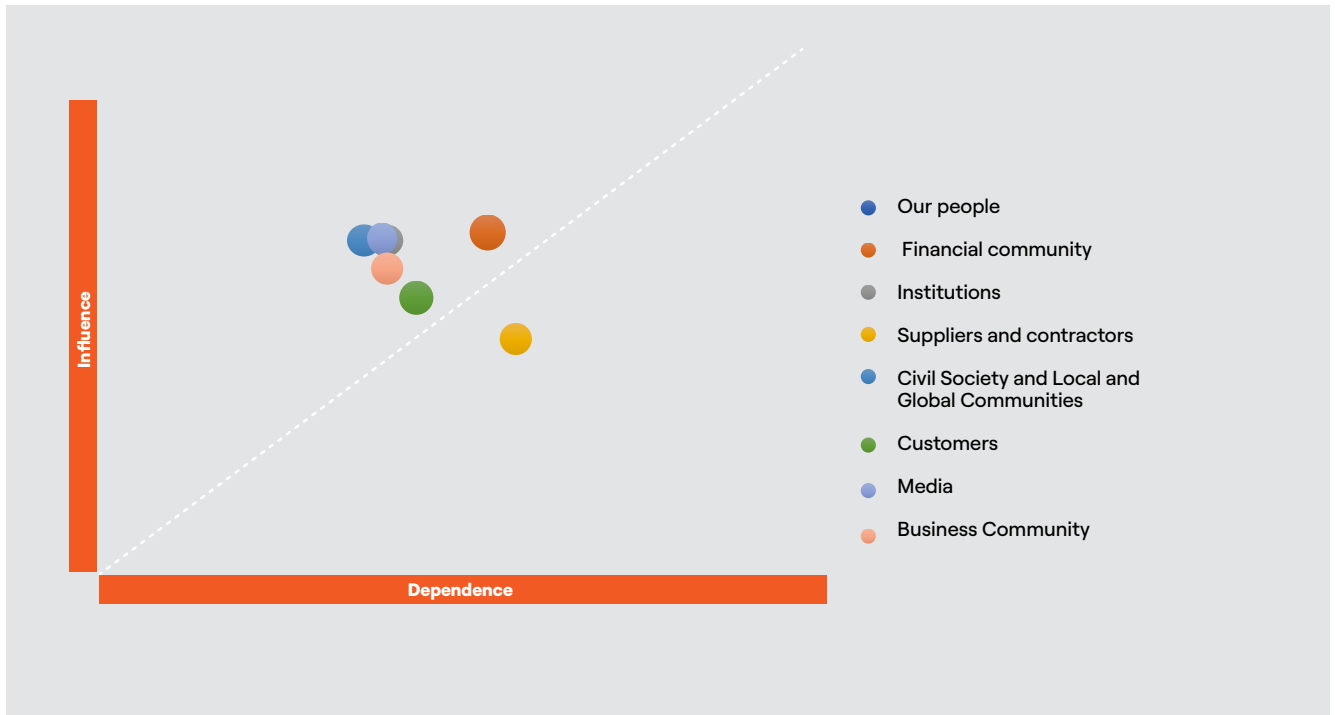 Influence
Dependence
Our people
Financial community
Institutions
Suppliers and contractors
Civil Society and Local and
Global Communities
Customers
Media
Business Community